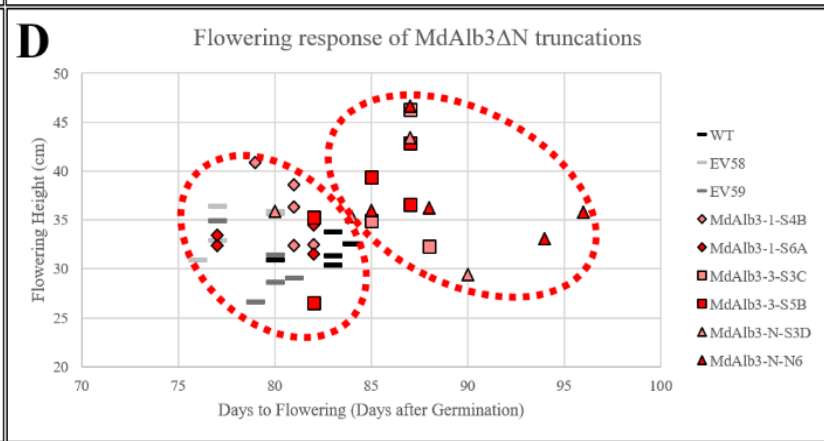 D
Flowering response of MdAlb3ΔN truncations
50
45
40
35
30
25
20
Flowering Height (cm)
70 75 80 85 90 95 100
Days to Flowering (Days after Germination)
WT
EV58
EV59
MdAlb3-1-S4B
MdAlb3-1-S6A
MdAlb3-3-S3C
MdAlb3-3-S5B
MdAlb3-N-S3D
MdAlb3-N-N6